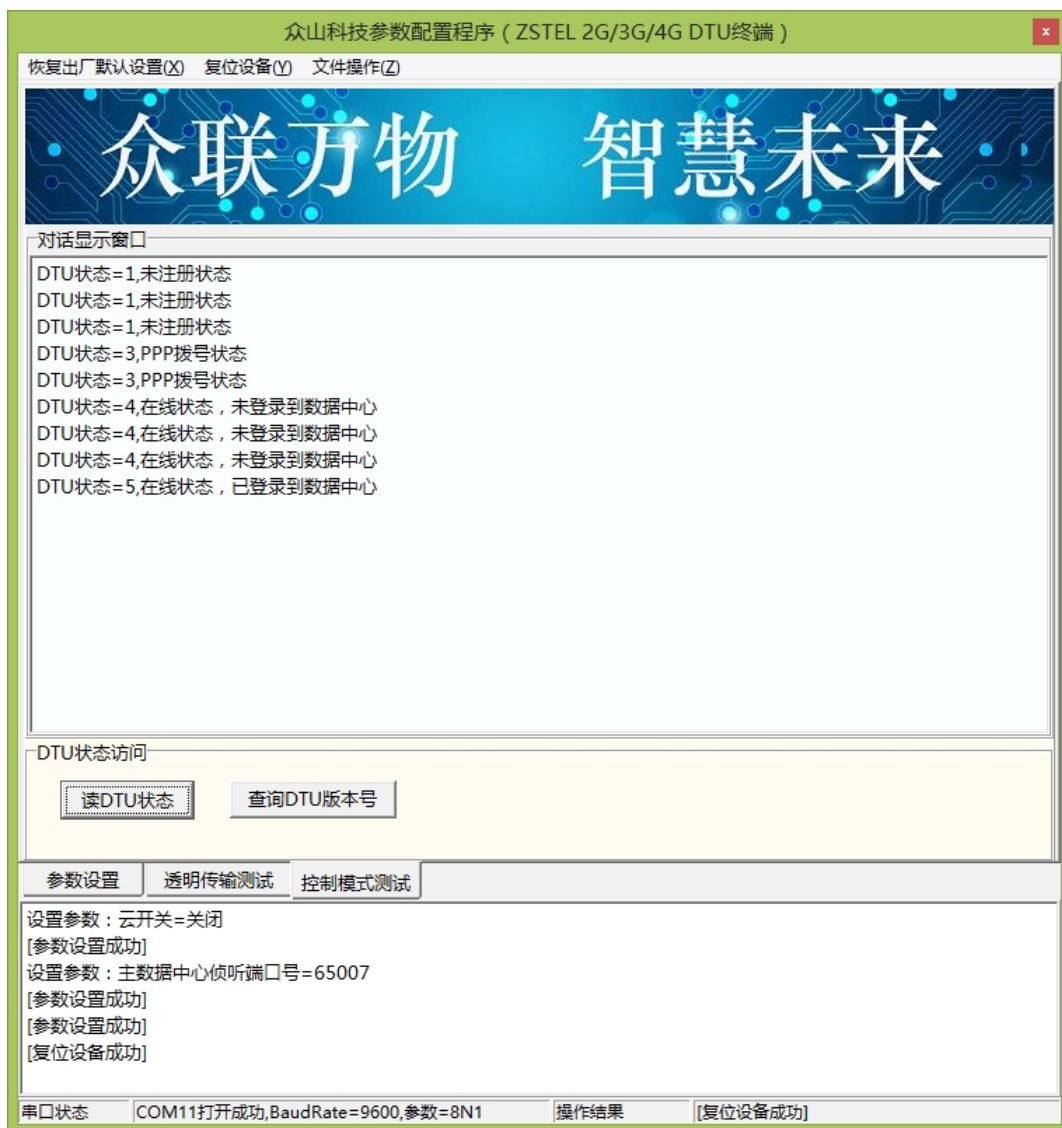 众山科技参数配置程序（ZSTEL 2G/3G/4G DTU终端）
x
恢复出厂默认设置(X) 复位设备(Y) 文件操作(Z)
众联万物 智慧未来
对话显示窗口
DTU状态=1,未注册状态
DTU状态=1,未注册状态
DTU状态=1,未注册状态
DTU状态=3,PPP拨号状态
DTU状态=3,PPP拨号状态
DTU状态=4,在线状态，未登录到数据中心
DTU状态=4,在线状态，未登录到数据中心
DTU状态=4,在线状态，未登录到数据中心
DTU状态=5,在线状态，已登录到数据中心
DTU状态访问
读DTU状态 查询DTU版本号
参数设置 透明传输测试 控制模式测试
设置参数：云开关=关闭
[参数设置成功]
设置参数：主数据中心侦听端口号=65007
[参数设置成功]
[参数设置成功]
[复位设备成功]
串口状态 COM11打开成功,BaudRate=9600,参数=8N1 操作结果 [复位设备成功]